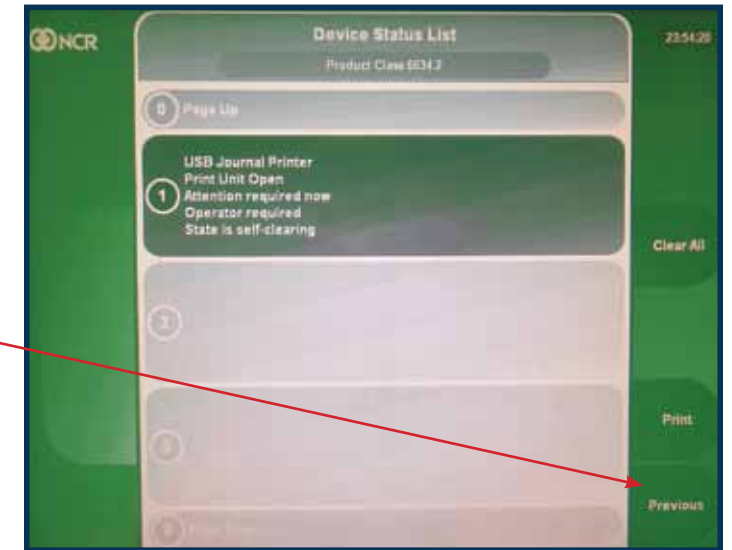 NCR
Device Status List
23:54:20
Product Class 6634.2
0 Page Up
USB Journal Printer
Print Unit Open
1
Attention required now
Operator required
State is self-clearing
Clear All
2
3
Print
Previous